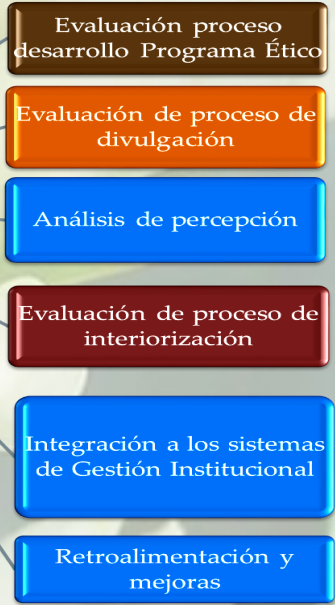 Evaluación proceso
desarrollo Programa Ético
Evaluación de proceso de
divulgación
Análisis de percepción
Evaluación de proceso de
interiorización
Integración a los sistemas
de Gestión Institucional
Retroalimentación y
mejoras